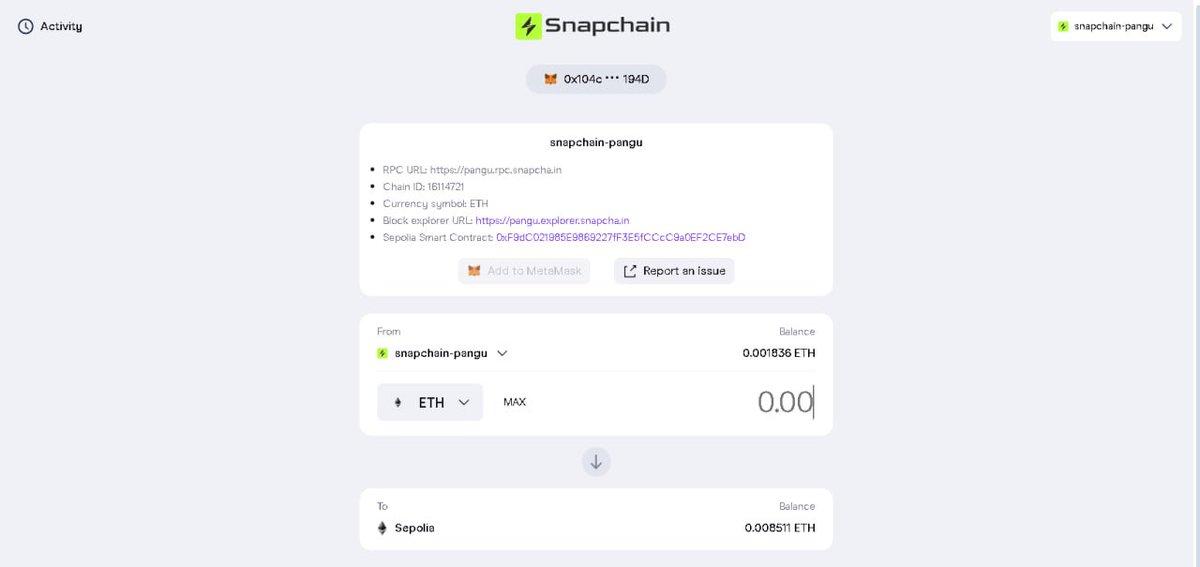 Activity
Snapchain
snapchain-pangu
0x104c ••• 194D
snapchain-pangu
• RPC URL: https://pangu.rpc.snapcha.in
• Chain ID: 16114721
• Currency symbol: ETH
• Block explorer URL: https://pangu.explorer.snapcha.in
• Sepolia Smart Contract: 0xF9dC021985E9869227fF3E5fCCcC9a0EF2CE7ebD
Add to MetaMask
Report an issue
From
Balance
snapchain-pangu
0.001836 ETH
ETH
MAX
0.00
To
Balance
Sepolia
0.008511 ETH